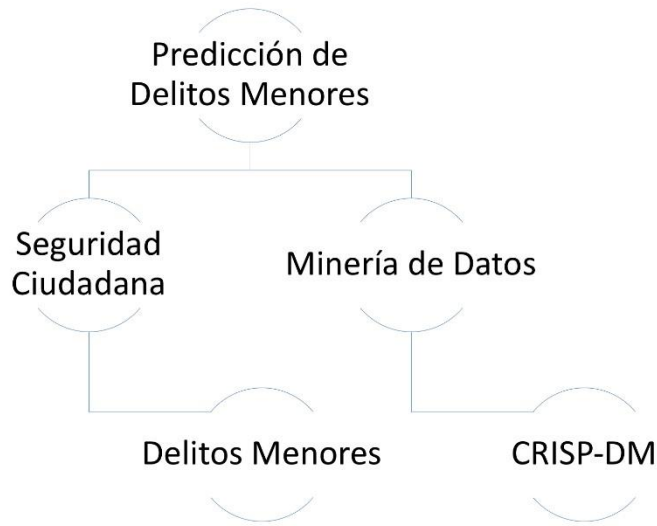 Predicción de
Delitos Menores
Seguridad
Ciudadana
Minería de Datos
Delitos Menores
CRISP-DM